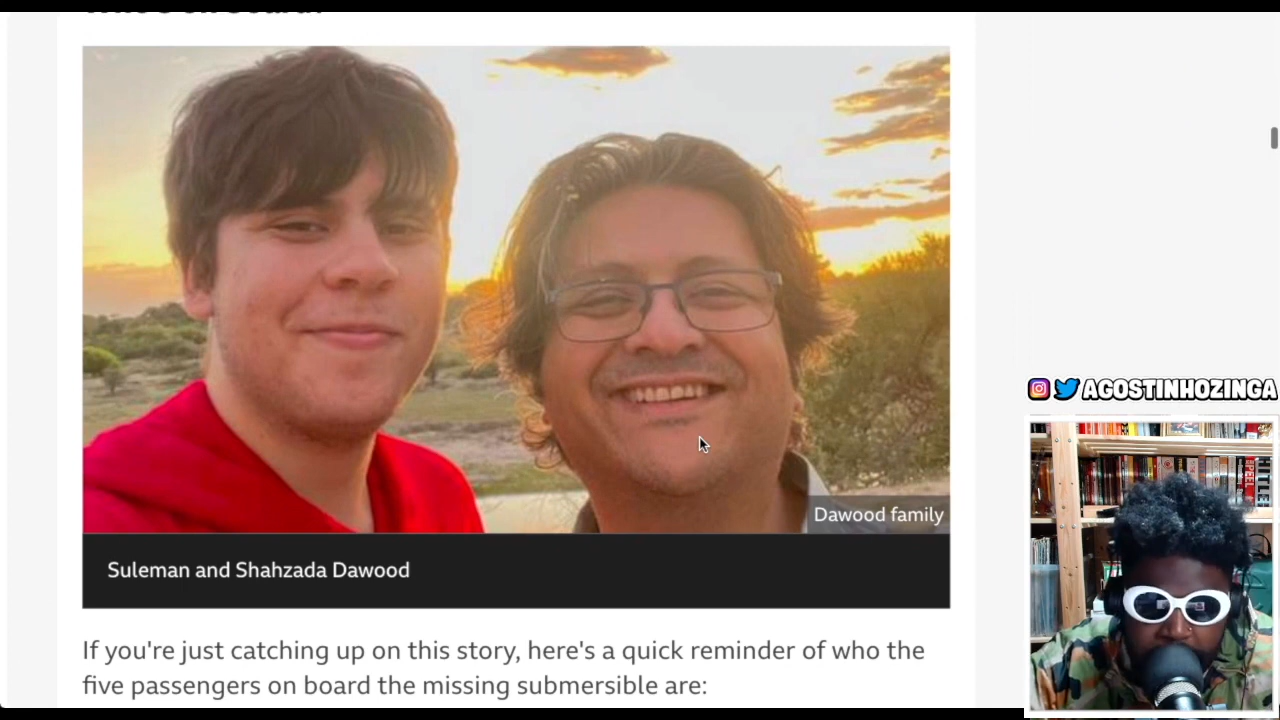 AGOSTINHOZINGA
Dawood family
Suleman and Shahzada Dawood
If you're just catching up on this story, here's a quick reminder of who the
five passengers on board the missing submersible are: